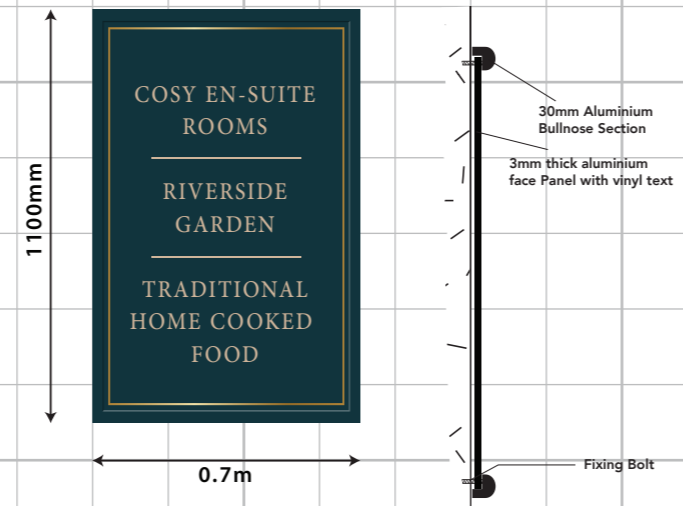 COSY EN-SUITE
ROOMS
RIVERSIDE
GARDEN
TRADITIONAL
HOME COOKED
FOOD
1100mm
0.7m
30mm Aluminium
Bullnose Section
3mm thick aluminium
face Panel with vinyl text
Fixing Bolt